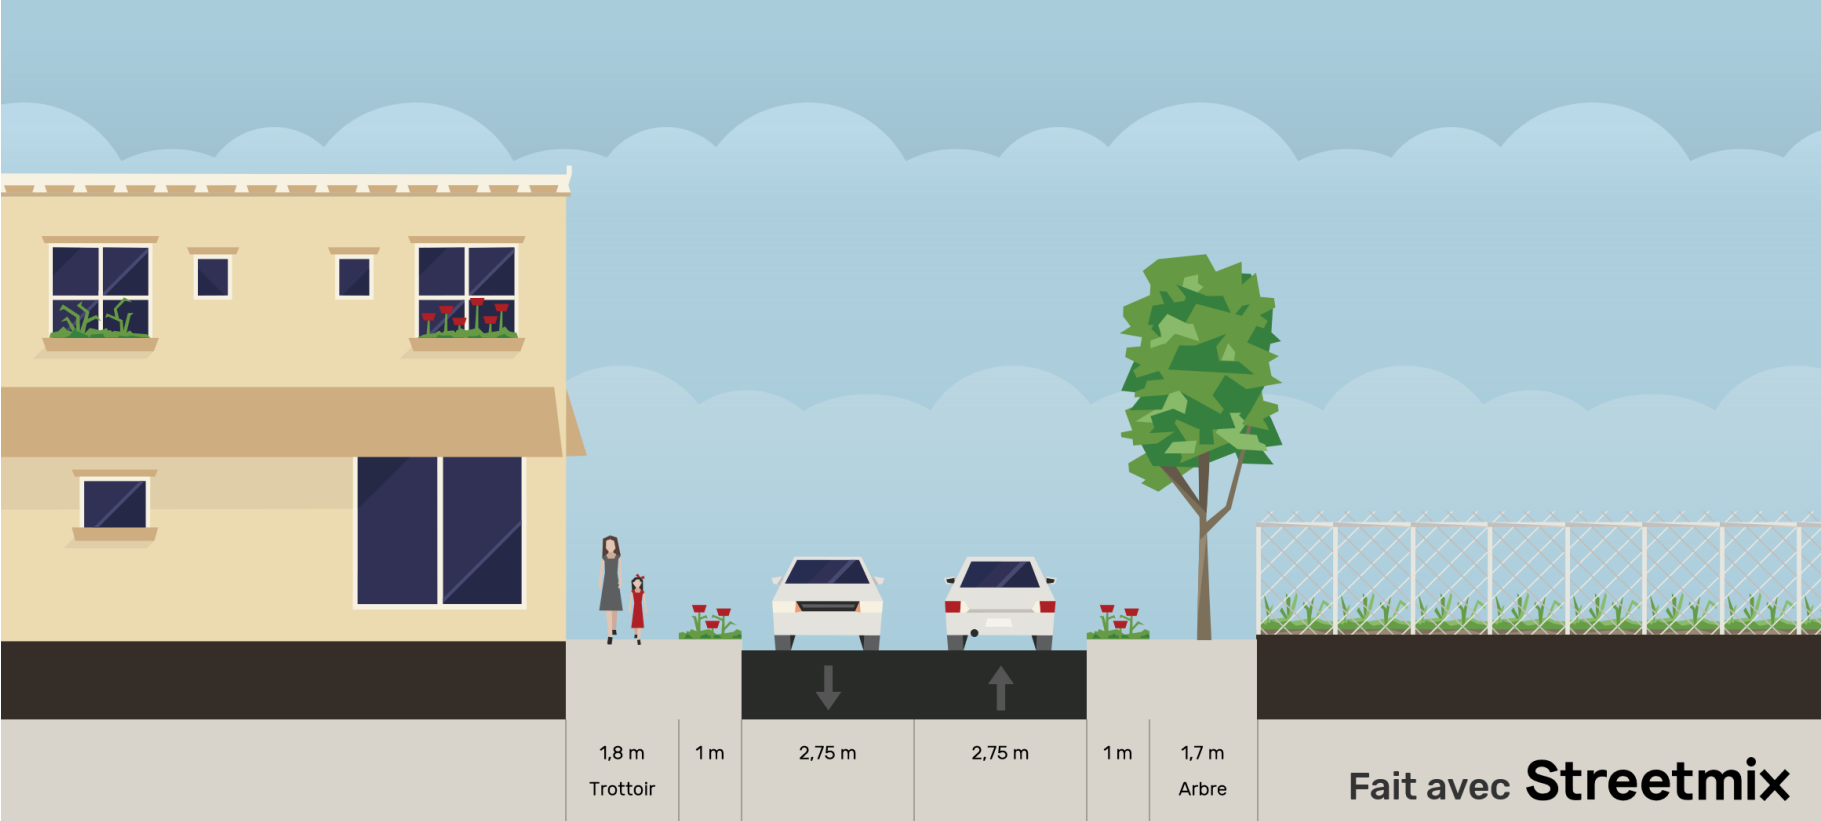 1,8 m
1 m
2,75 m
2,75 m
1 m
1,7 m
Trottoir
Arbre
Fait avec Streetmix